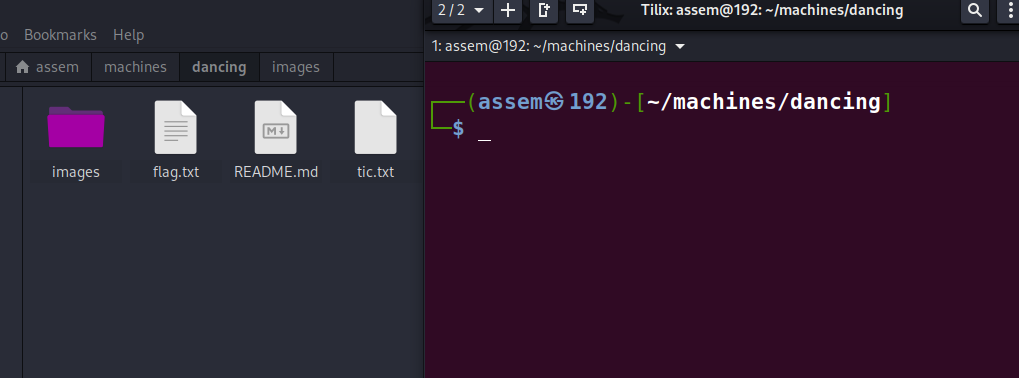 o Bookmarks Help
assem machines dancing images
images flag.txt README.md tic.txt
M
2 / 2 Tilix: assem@192: ~/machines/dancing
1: assem@192: ~/machines/dancing
┌──(assem㉿192)-[~/machines/dancing]
└─$ _